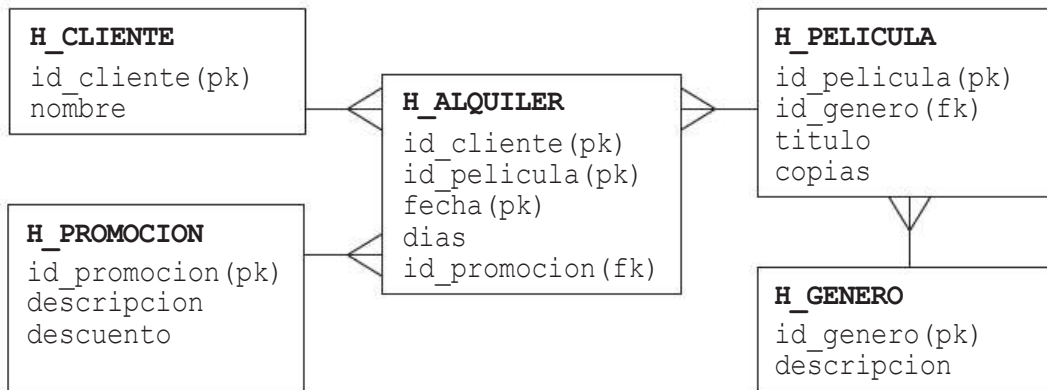 H_CLIENTE
id_cliente(pk)
nombre
H_PROMOCION
id_promocion(pk)
descripcion
descuento
H_ALQUILER
id_cliente(pk)
id_pelicula(pk)
fecha(pk)
dias
id_promocion(fk)
H_PELICULA
id_pelicula(pk)
id_genero(fk)
titulo
copias
H_GENERO
id_genero(pk)
descripcion